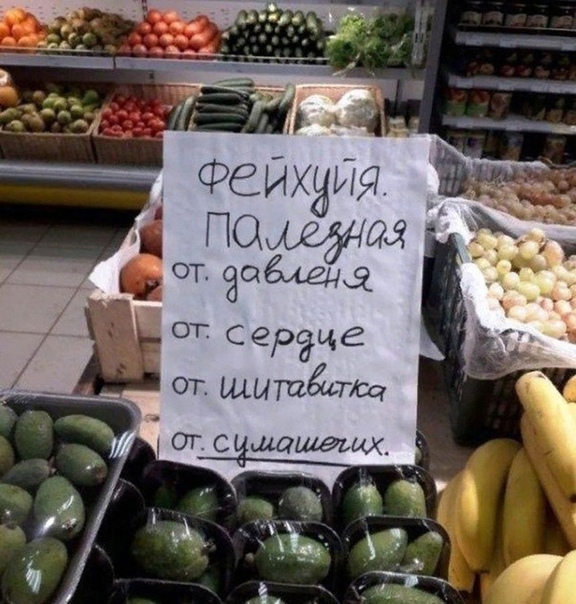 Фейхуйя.
Палезная
от. давленя
от. сердце
от. шитавитка
от. сумашечих.